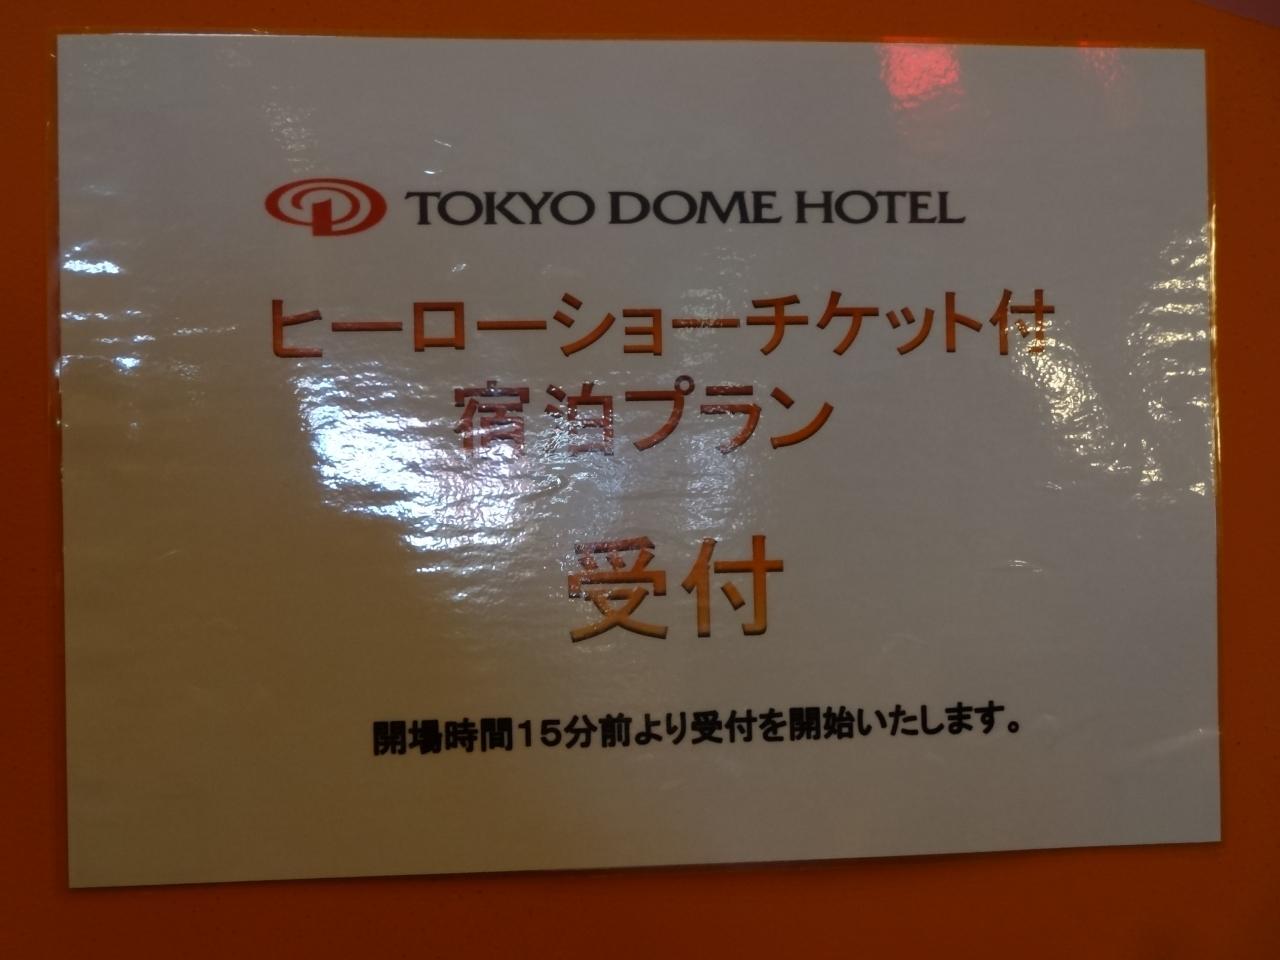 TOKYO DOME HOTEL
ヒーローショーチケット付
宿泊プラン
受付
開場時間15分前より受付を開始いたします。